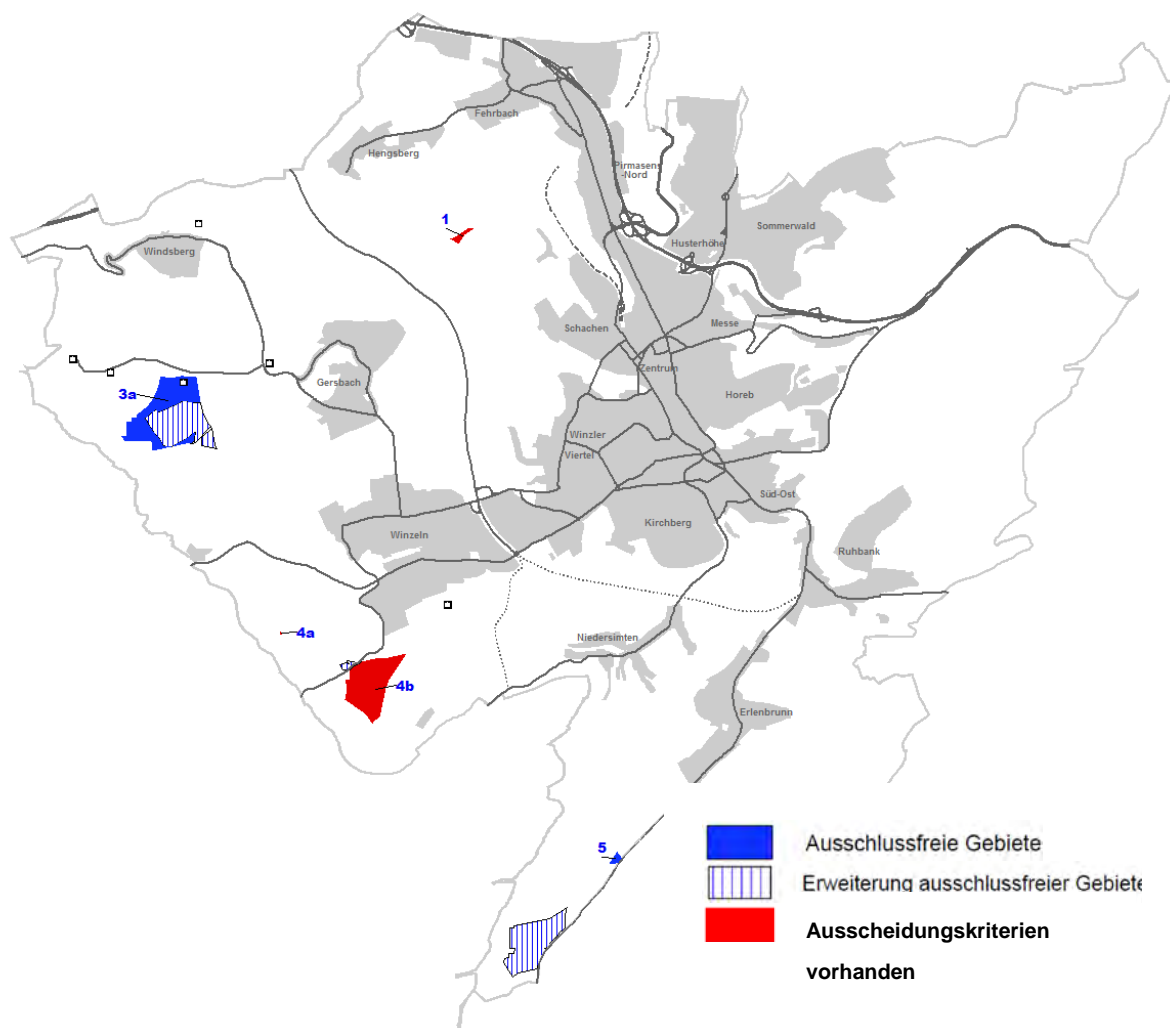 Fehrbach
Hengsberg
Pirmasens
-Nord
1
Sommerwald
Husterhöhe
Windsberg
Schachen
Messe
Zentrum
Gersbach
3a
Horeb
Winzler
Viertel
Süd-Ost
Kirchberg
Winzeln
Ruhbank
4a
Niedersimten
4b
Erlenbrunn
5
Ausschlussfreie Gebiete
Erweiterung ausschlussfreier Gebiete
Ausscheidungskriterien
vorhanden